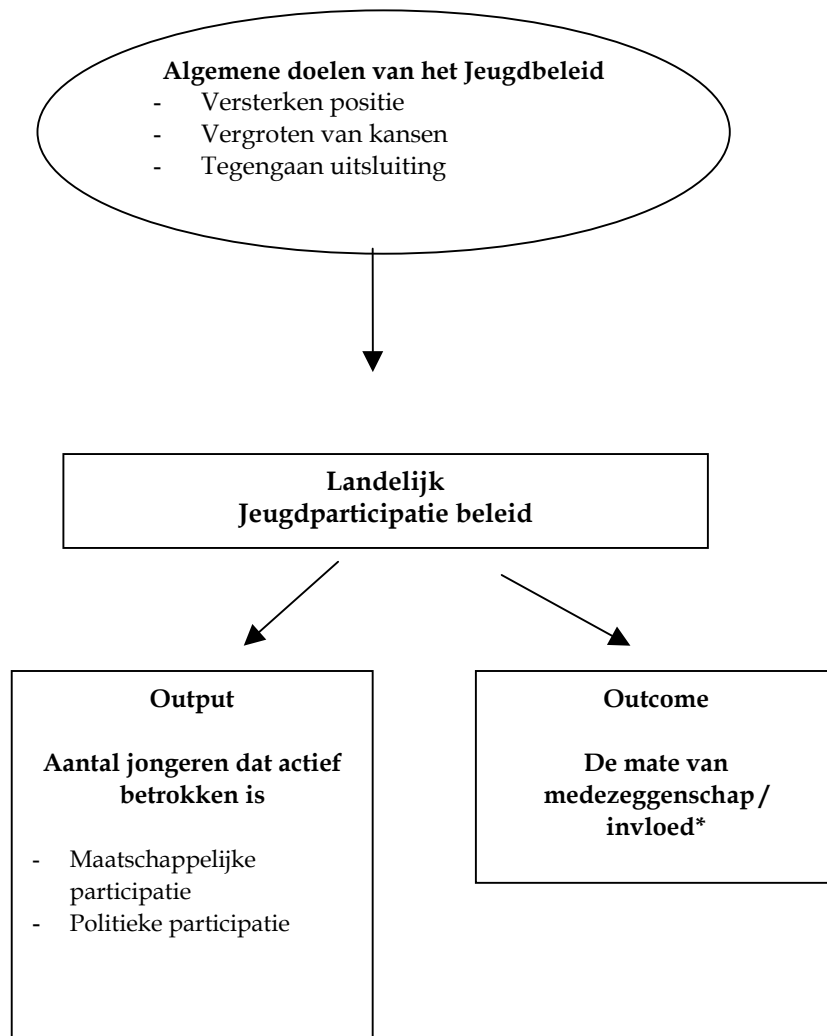 Algemene doelen van het Jeugdbeleid
- Versterken positie
- Vergroten van kansen
- Tegengaan uitsluiting
Landelijk
Jeugdparticipatie beleid
Output
Aantal jongeren dat actief
betrokken is
- Maatschappelijke
participatie
- Politieke participatie
Outcome
De mate van
medezeggenschap /
invloed*